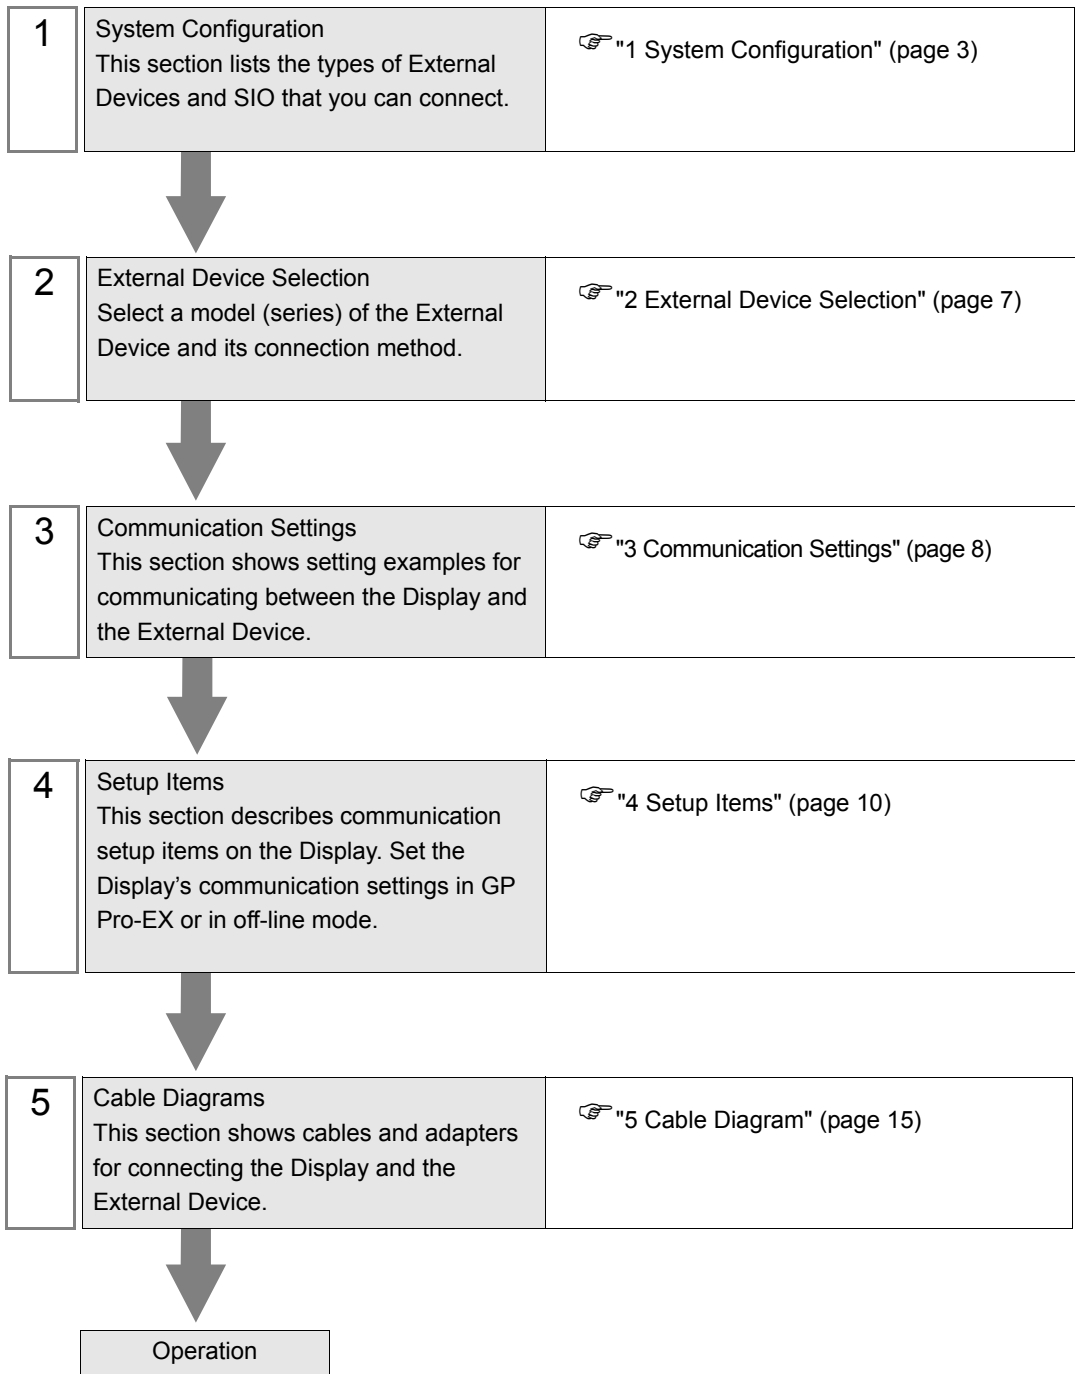 1
System Configuration
This section lists the types of External
Devices and SIO that you can connect.
"1 System Configuration" (page 3)
2
External Device Selection
Select a model (series) of the External
Device and its connection method.
"2 External Device Selection" (page 7)
3
Communication Settings
This section shows setting examples for
communicating between the Display and
the External Device.
"3 Communication Settings" (page 8)
4
Setup Items
This section describes communication
setup items on the Display. Set the
Display’s communication settings in GP
Pro-EX or in off-line mode.
"4 Setup Items" (page 10)
5
Cable Diagrams
This section shows cables and adapters
for connecting the Display and the
External Device.
"5 Cable Diagram" (page 15)
Operation